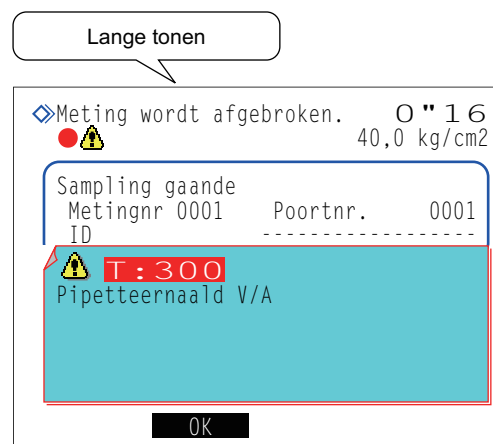 Lange tonen
Meting wordt afgebroken. 0"16
40,0 kg/cm2
Sampling gaande
Metingnr 0001 Poortnr. 0001
ID ------------------
T:300
Pipetteernaald V/A
OK